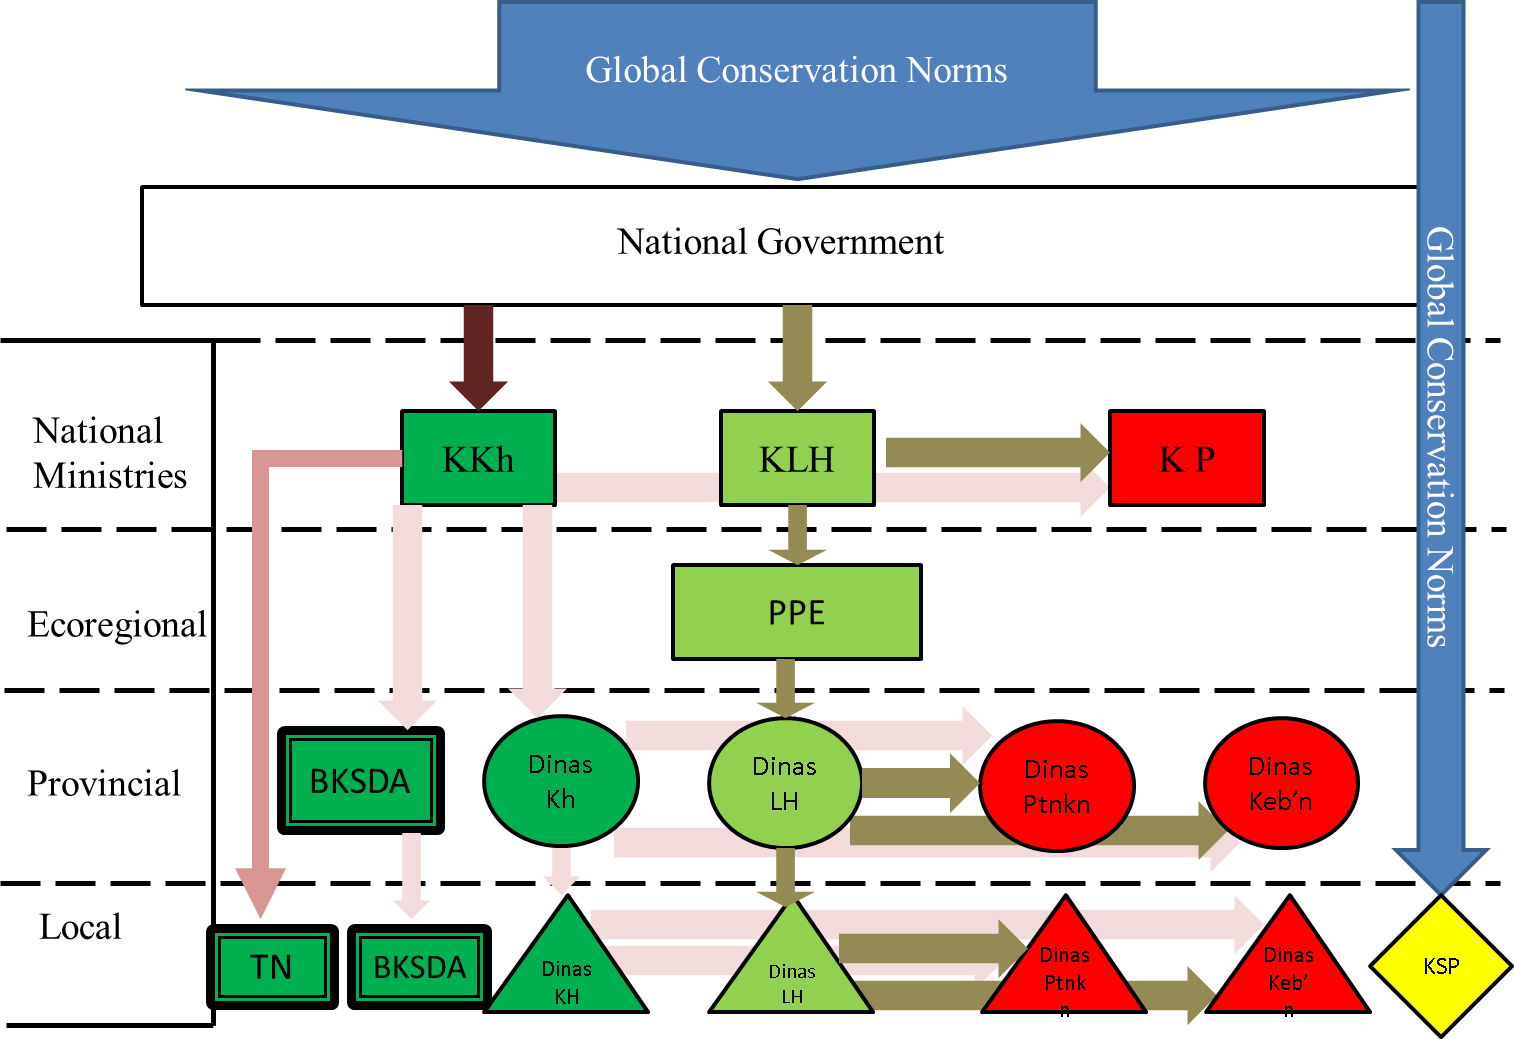 Global Conservation Norms
National Government
Global Conservation Norms
National
Ministries
KKh
KLH
K P
Ecoregional
PPE
Provincial
BKSDA
Dinas
Kh
Dinas
LH
Dinas
Ptnkn
Dinas
Keb’n
Local
TN
BKSDA
Dinas
KH
Dinas
LH
Dinas
Ptnk
n
Dinas
Keb’
n
KSP